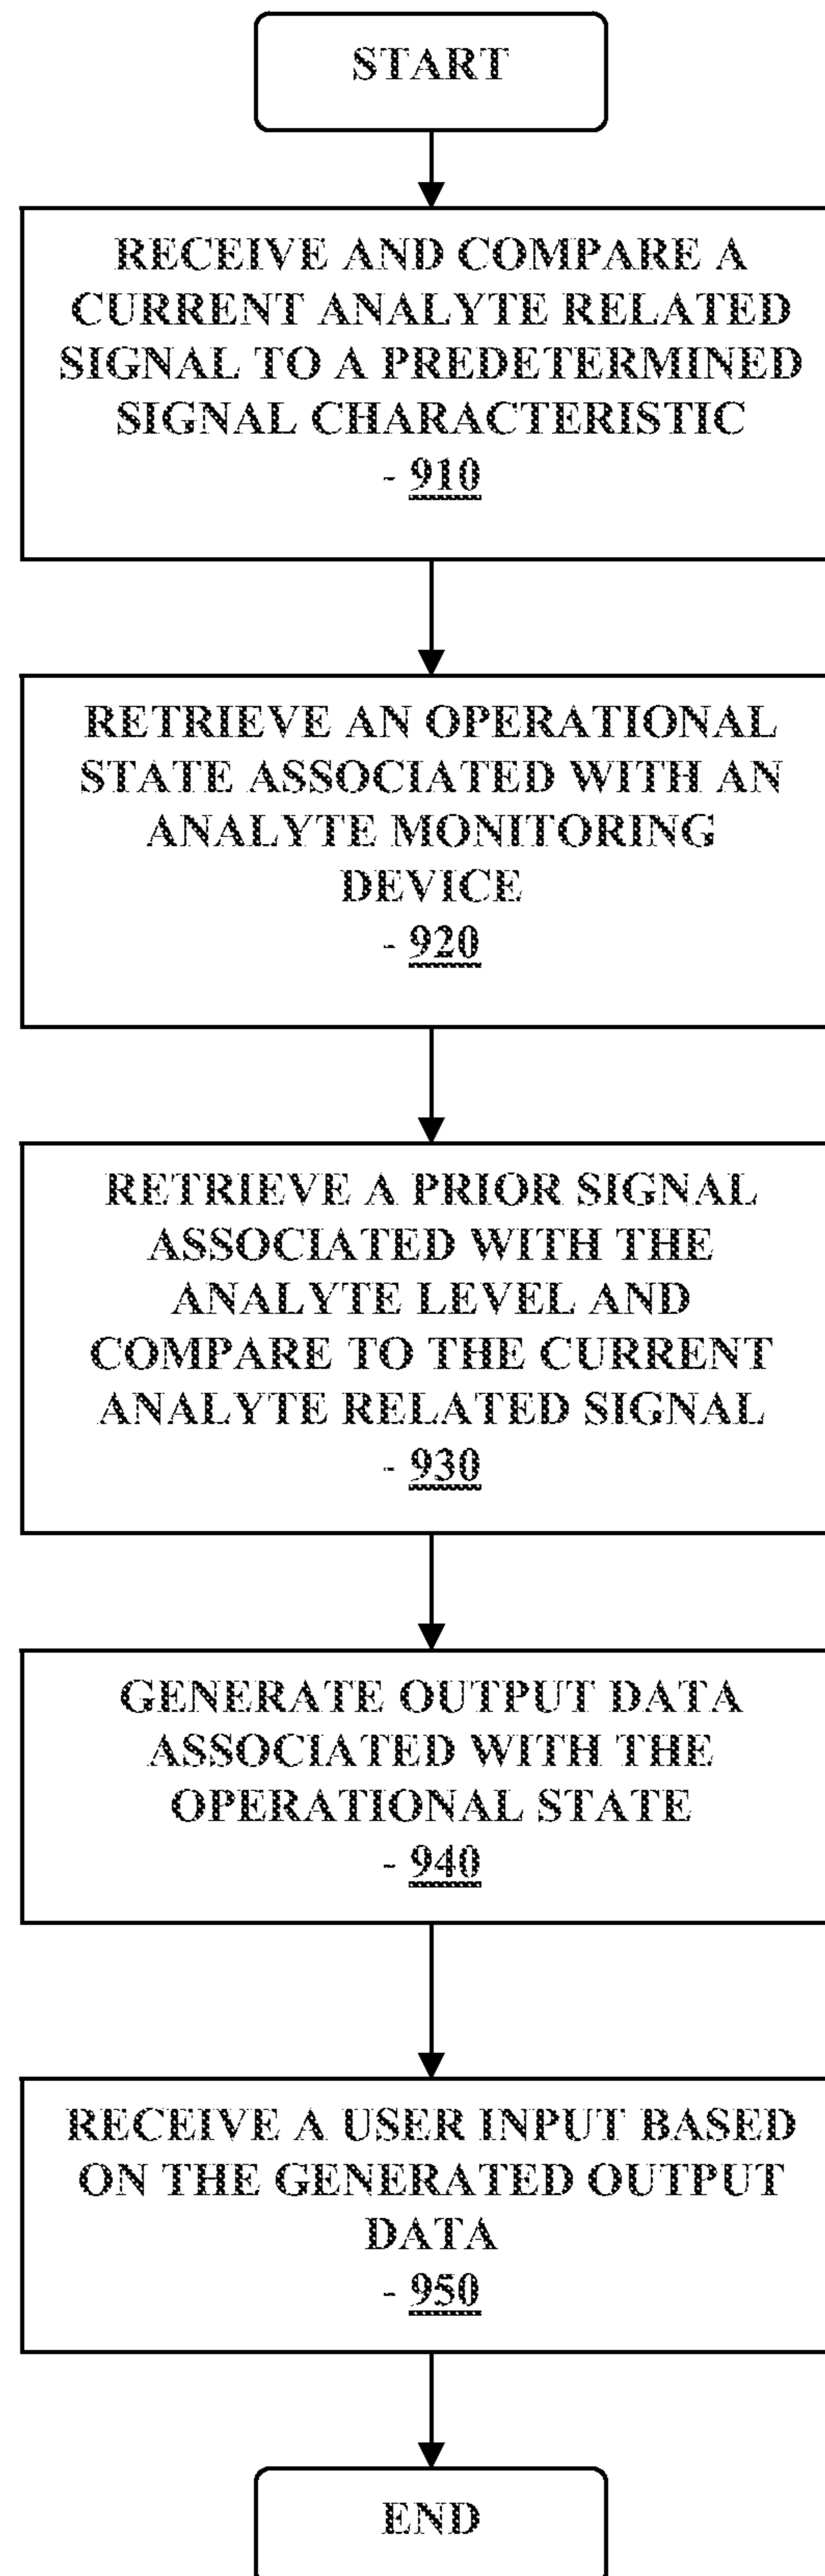 START
RECEIVE AND COMPARE A
CURRENT ANALYTE RELATED
SIGNAL TO A PREDETERMINED
SIGNAL CHARACTERISTIC
- 910
RETRIEVE AN OPERATIONAL
STATE ASSOCIATED WITH AN
ANALYTE MONITORING
DEVICE
- 920
RETRIEVE A PRIOR SIGNAL
ASSOCIATED WITH THE
ANALYTE LEVEL AND
COMPARE TO THE CURRENT
ANALYTE RELATED SIGNAL
- 930
GENERATE OUTPUT DATA
ASSOCIATED WITH THE
OPERATIONAL STATE
- 940
RECEIVE A USER INPUT BASED
ON THE GENERATED OUTPUT
DATA
- 950
END